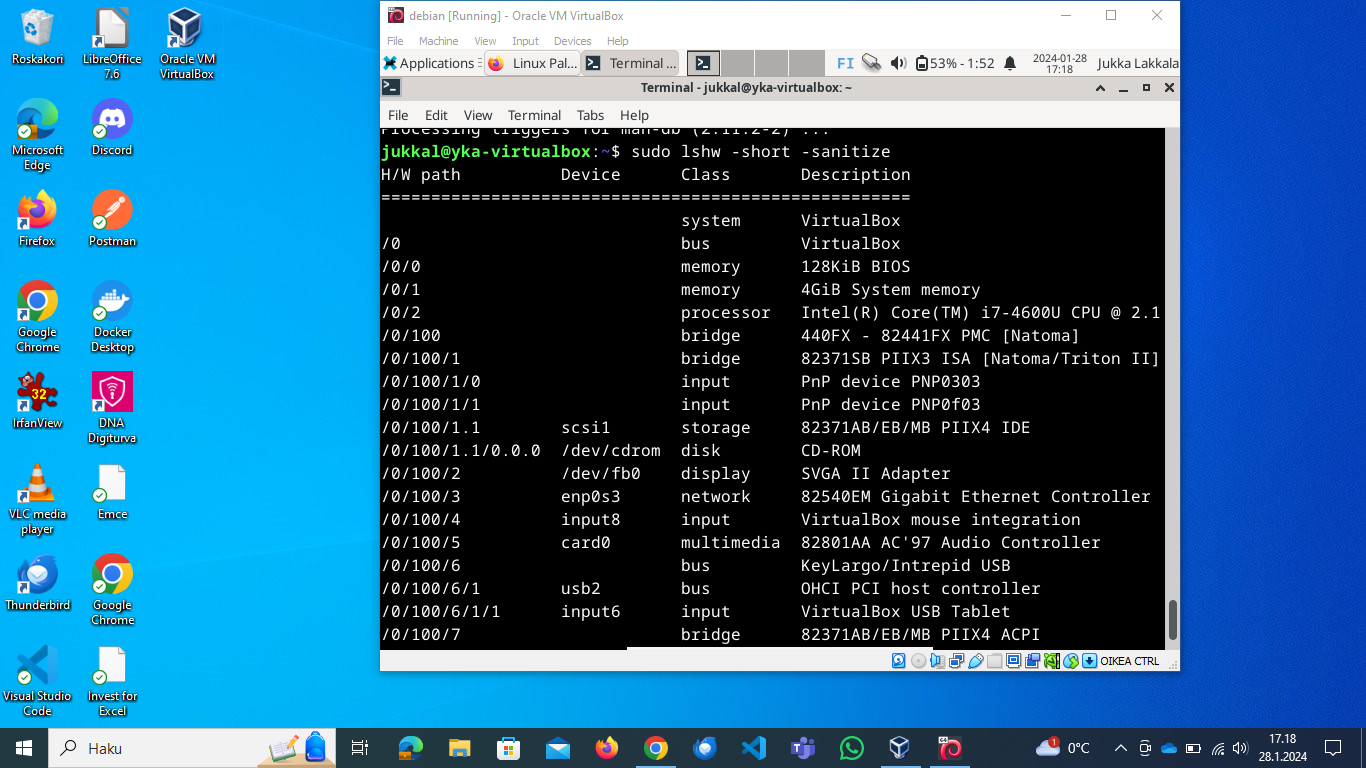 Roskakori
LibreOffice 7.6
Oracle VM VirtualBox
Microsoft Edge
Discord
Firefox
Postman
Google Chrome
Docker Desktop
32
IrfanView
DNA Digiturva
VLC media player
Emce
Thunderbird
Google Chrome
Visual Studio Code
Invest for Excel
debian [Running] - Oracle VM VirtualBox
File Machine View Input Devices Help
Applications Linux Pal... Terminal ... FI 53% - 1:52 2024-01-28 17:18 Jukka Lakkala
Terminal - jukkal@yka-virtualbox: ~
File Edit View Terminal Tabs Help
Processing triggers for man-db (2.11.2-2) ...
jukkal@yka-virtualbox:~$ sudo lshw -short -sanitize
H/W path Device Class Description
=====================================================
system VirtualBox
/0 bus VirtualBox
/0/0 memory 128KiB BIOS
/0/1 memory 4GiB System memory
/0/2 processor Intel(R) Core(TM) i7-4600U CPU @ 2.1
/0/100 bridge 440FX - 82441FX PMC [Natoma]
/0/100/1 bridge 82371SB PIIX3 ISA [Natoma/Triton II]
/0/100/1/0 input PnP device PNP0303
/0/100/1/1 input PnP device PNP0f03
/0/100/1.1 scsi1 storage 82371AB/EB/MB PIIX4 IDE
/0/100/1.1/0.0.0 /dev/cdrom disk CD-ROM
/0/100/2 /dev/fb0 display SVGA II Adapter
/0/100/3 enp0s3 network 82540EM Gigabit Ethernet Controller
/0/100/4 input8 input VirtualBox mouse integration
/0/100/5 card0 multimedia 82801AA AC'97 Audio Controller
/0/100/6 bus KeyLargo/Intrepid USB
/0/100/6/1 usb2 bus OHCI PCI host controller
/0/100/6/1/1 input6 input VirtualBox USB Tablet
/0/100/7 bridge 82371AB/EB/MB PIIX4 ACPI
OIKEA CTRL
Haku
1
0°C
17.18
28.1.2024